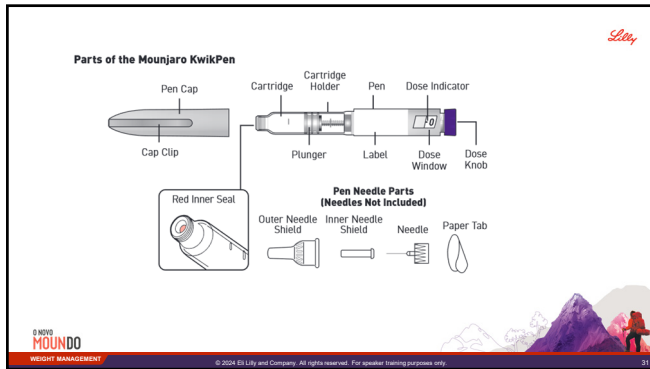 Lilly
Parts of the Mounjaro KwikPen
Pen Cap
Cap Clip
Cartridge
Cartridge
Holder
Pen
Dose Indicator
0
Plunger
Label
Dose
Window
Dose
Knob
Red Inner Seal
Pen Needle Parts
(Needles Not Included)
Outer Needle
Shield
Inner Needle
Shield
Needle
Paper Tab
O NOVO
MOUNDO
WEIGHT MANAGEMENT
© 2024 Eli Lilly and Company. All rights reserved. For speaker training purposes only.
31